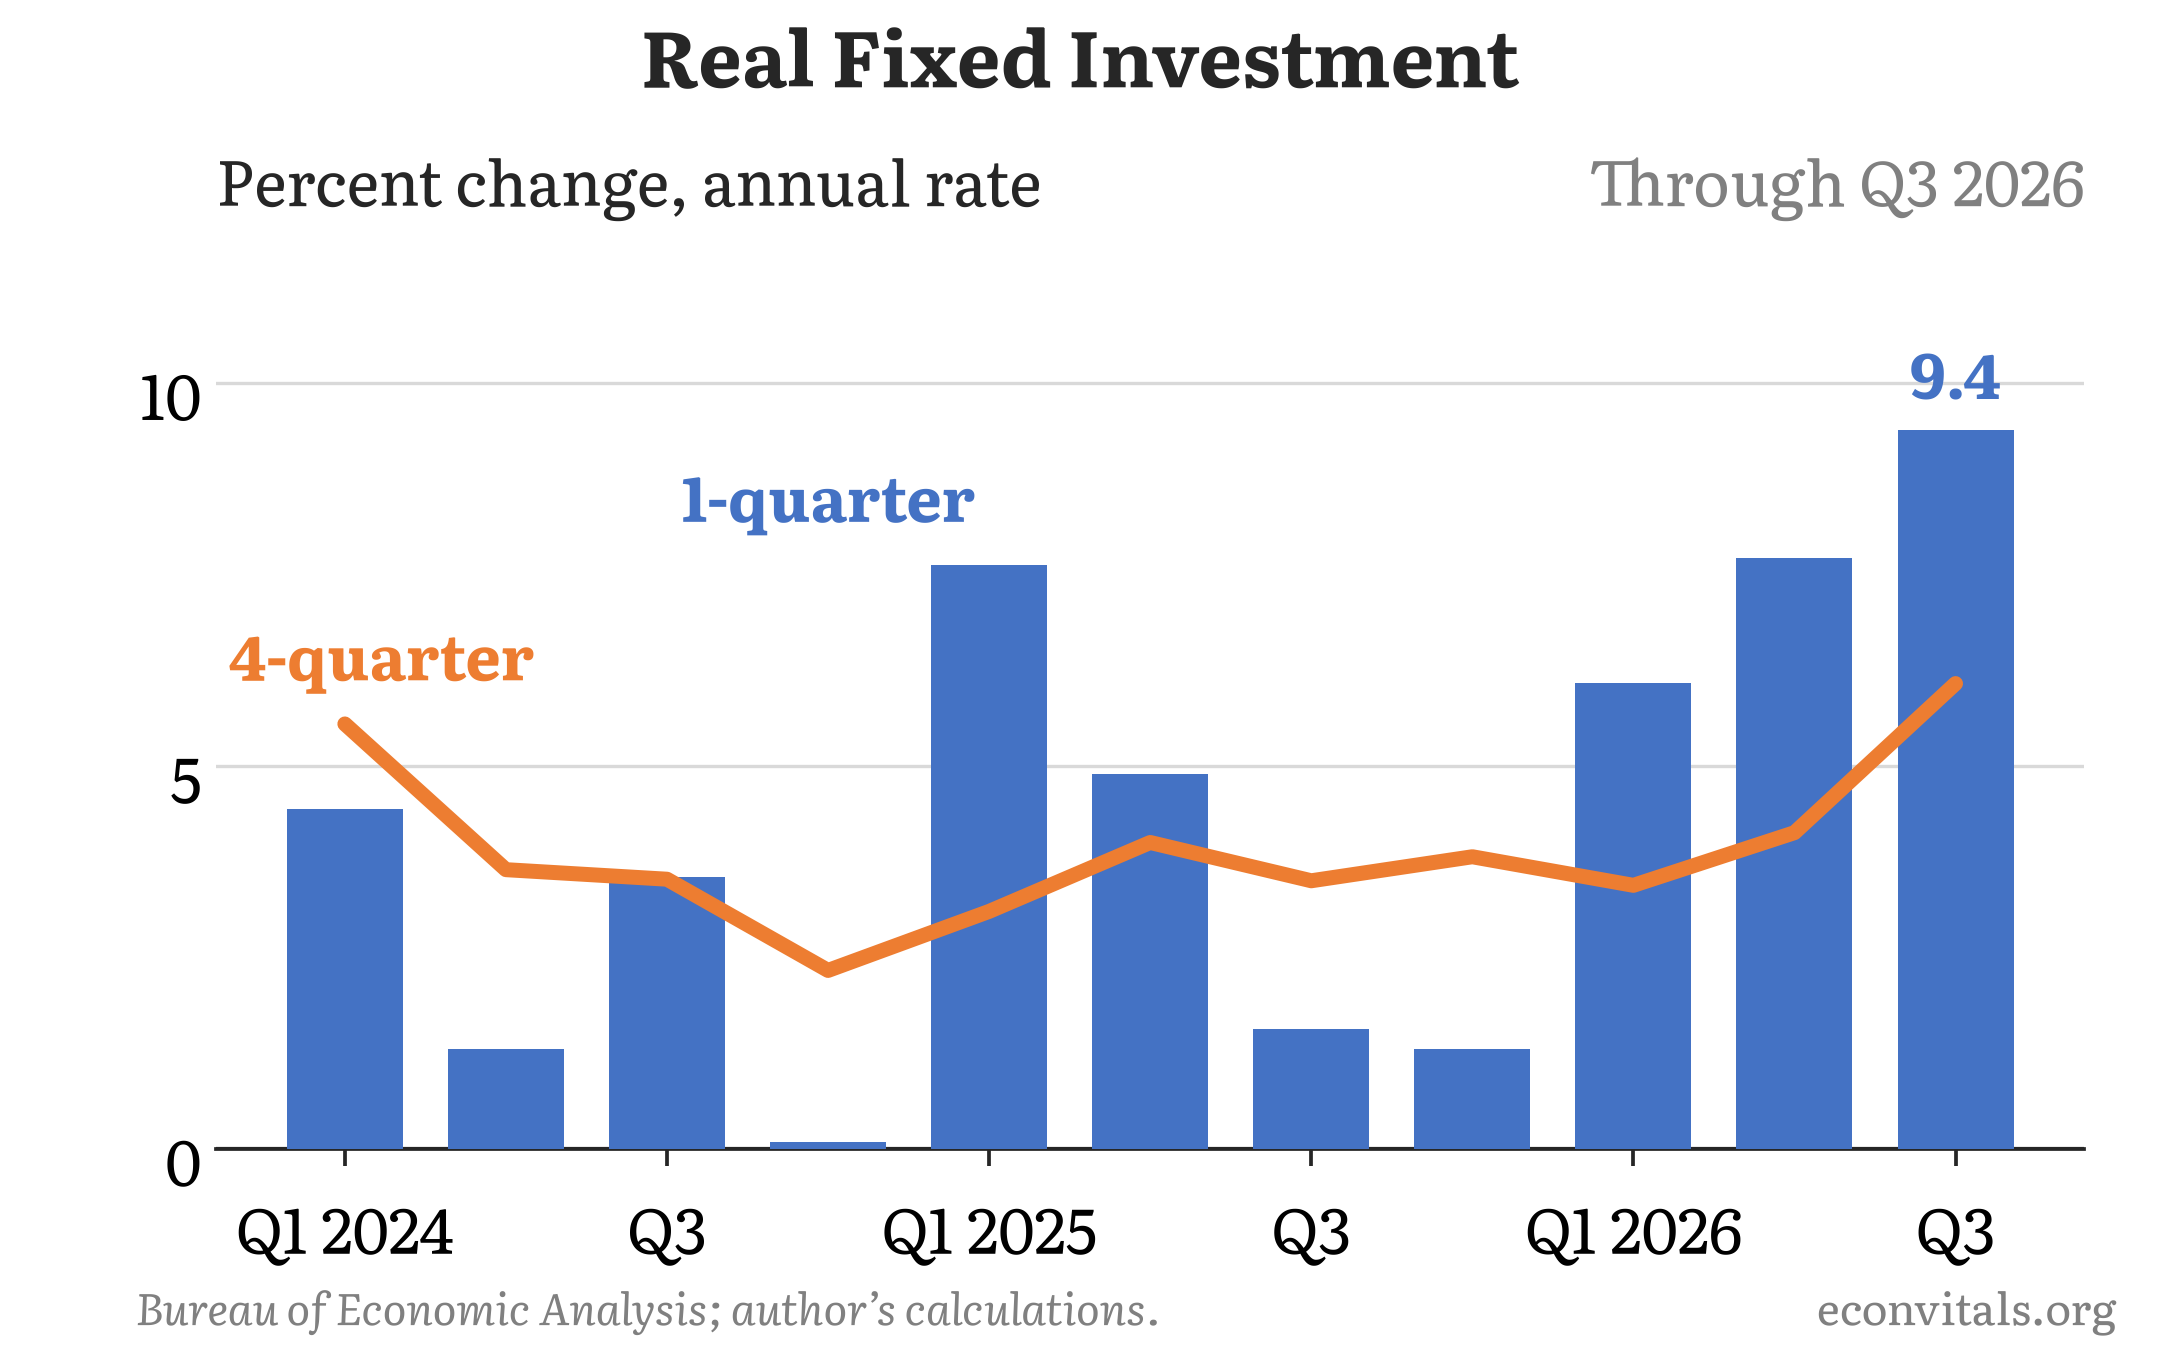 Real Fixed Investment
Percent change, annual rate
Through Q3 2026
10
9.4
1-quarter
4-quarter
5
0
Q1 2024 Q3 Q1 2025 Q3 Q1 2026 Q3
Bureau of Economic Analysis; author’s calculations.
econvitals.org